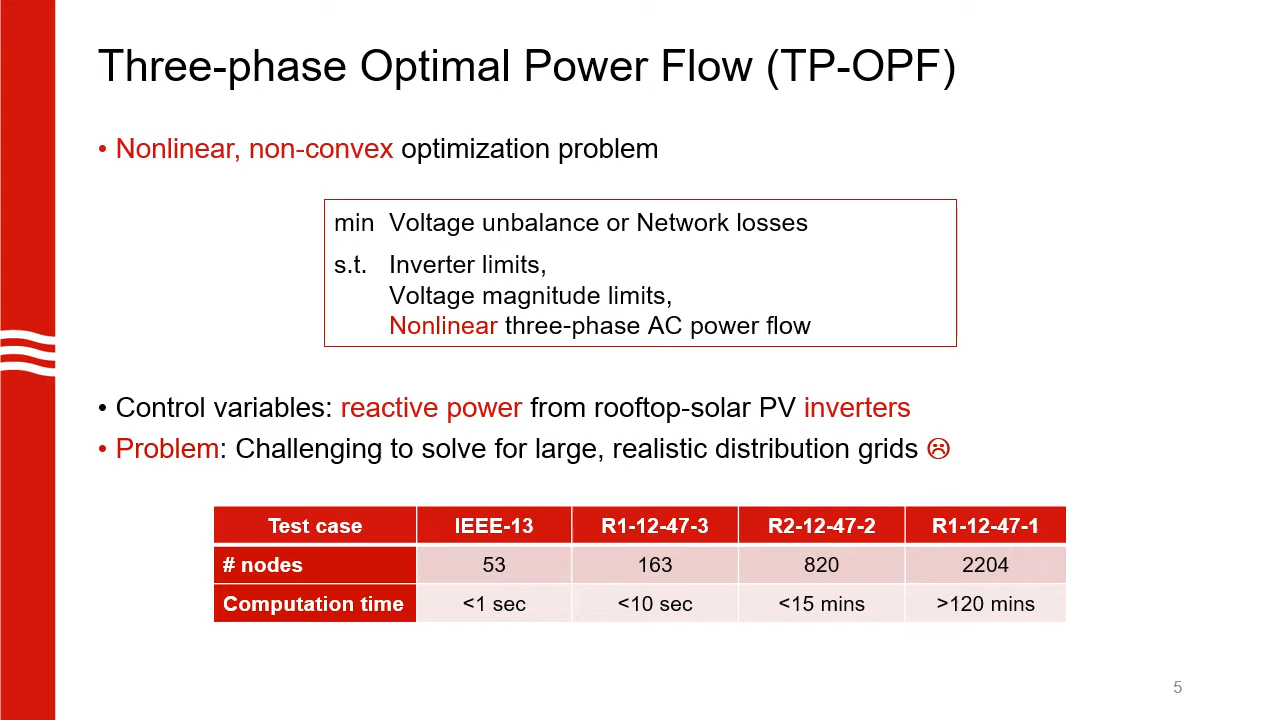 Three-phase Optimal Power Flow (TP-OPF)
• Nonlinear, non-convex optimization problem
min Voltage unbalance or Network losses
s.t. Inverter limits,
Voltage magnitude limits,
Nonlinear three-phase AC power flow
• Control variables: reactive power from rooftop-solar PV inverters
• Problem: Challenging to solve for large, realistic distribution grids ☹
Test case IEEE-13 R1-12-47-3 R2-12-47-2 R1-12-47-1
# nodes 53 163 820 2204
Computation time <1 sec <10 sec <15 mins >120 mins
5